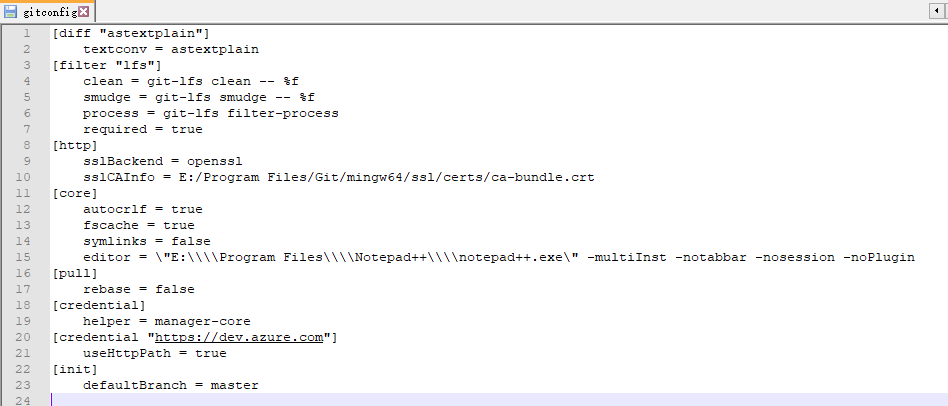 gitconfig
1 [diff "astextplain"]
2     textconv = astextplain
3 [filter "lfs"]
4     clean = git-lfs clean -- %f
5     smudge = git-lfs smudge -- %f
6     process = git-lfs filter-process
7     required = true
8 [http]
9     sslBackend = openssl
10     sslCAInfo = E:/Program Files/Git/mingw64/ssl/certs/ca-bundle.crt
11 [core]
12     autocrlf = true
13     fscache = true
14     symlinks = false
15     editor = \"E:\\\\Program Files\\\\Notepad++\\\\notepad++.exe\" -multiInst -notabbar -nosession -noPlugin
16 [pull]
17     rebase = false
18 [credential]
19     helper = manager-core
20 [credential "https://dev.azure.com"]
21     useHttpPath = true
22 [init]
23     defaultBranch = master
24